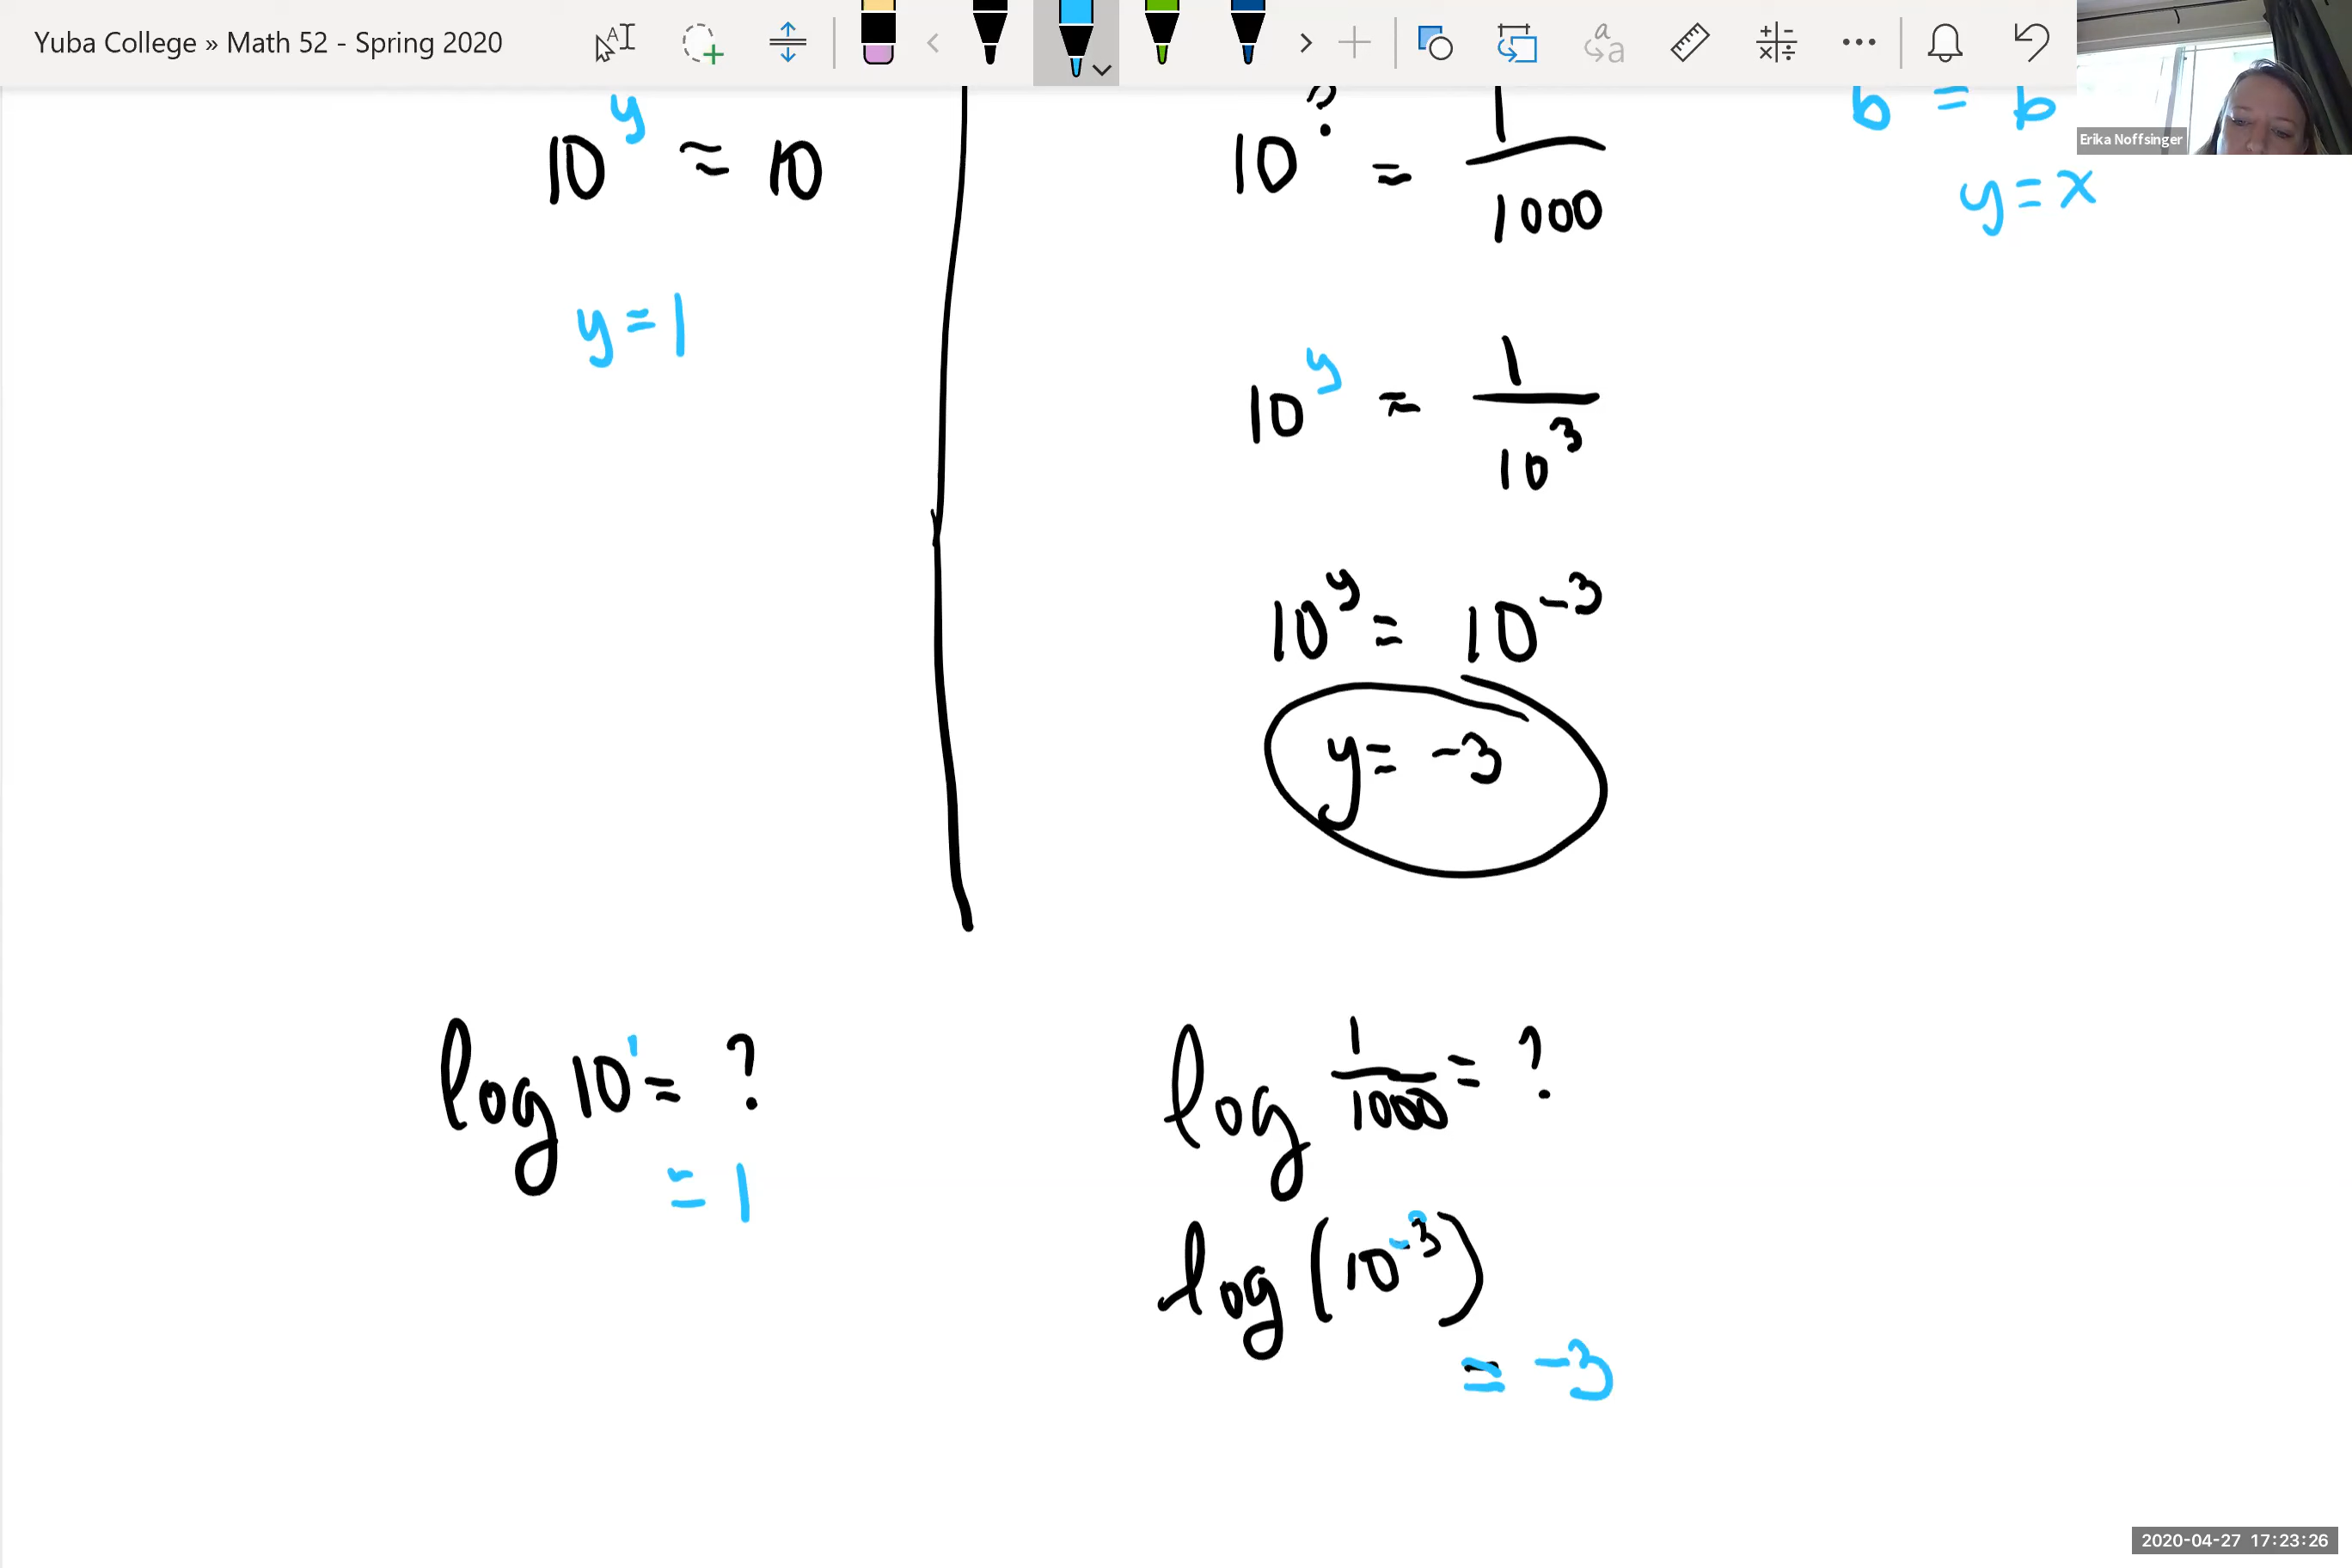 Yuba College » Math 52 - Spring 2020
Erika Noffsinger
10^y = 10
y = 1
10^? = 1/1000
10^y = 1/10^3
10^y = 10^-3
y = -3
b = b
y = x
log 10^1 = ?
= 1
log 1/1000 = ?
log (10^-3)
= -3
2020-04-27 17:23:26